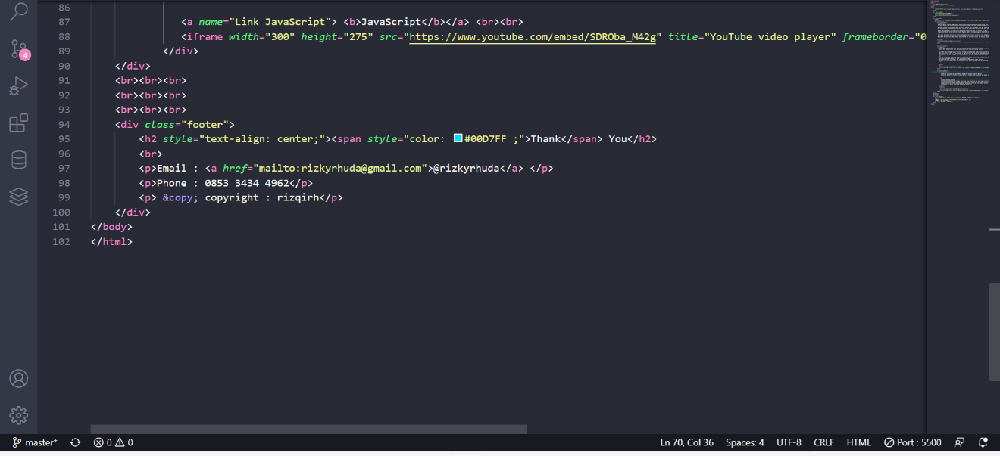 86
87 <a name="Link JavaScript"> <b>JavaScript</b></a> <br><br>
88 <iframe width="300" height="275" src="https://www.youtube.com/embed/SDROba_M42g" title="YouTube video player" frameborder="0
89 </div>
90 </div>
91 <br><br><br>
92 <br><br><br>
93 <br><br><br>
94 <div class="footer">
95 <h2 style="text-align: center;"><span style="color: #00D7FF ;">Thank</span> You</h2>
96 <br>
97 <p>Email : <a href="mailto:rizkyrhuda@gmail.com">@rizkyrhuda</a> </p>
98 <p>Phone : 0853 3434 4962</p>
99 <p> &copy; copyright : rizqirh</p>
100 </div>
101 </body>
102 </html>
4
master* 0 0 Ln 70, Col 36 Spaces: 4 UTF-8 CRLF HTML Port : 5500